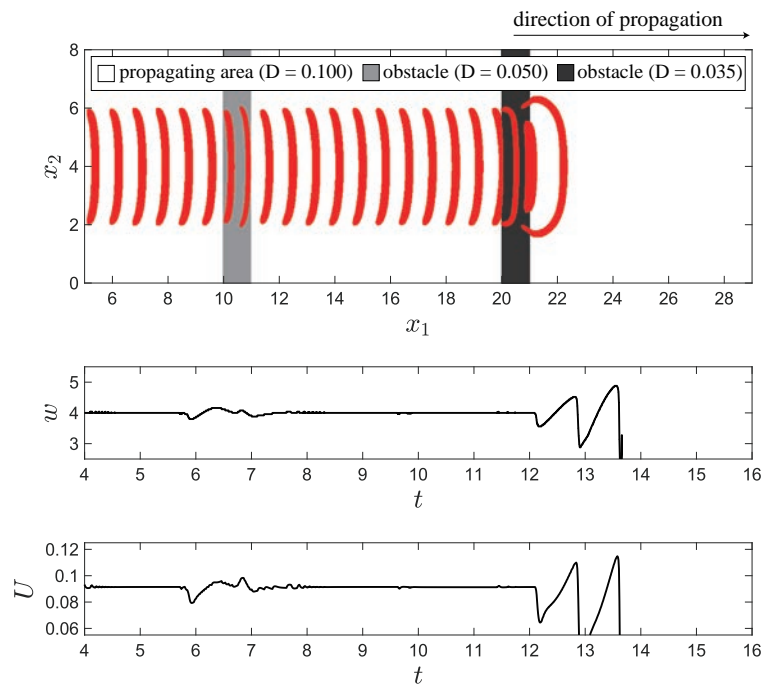 direction of propagation
8
propagating area (D = 0.100) obstacle (D = 0.050) obstacle (D = 0.035)
6
x₂
4
2
0
6 8 10 12 14 16 18 20 22 24 26 28
x₁
5
w
4
3
4 5 6 7 8 9 10 11 12 13 14 15 16
t
0.12
0.1
U
0.08
0.06
4 5 6 7 8 9 10 11 12 13 14 15 16
t